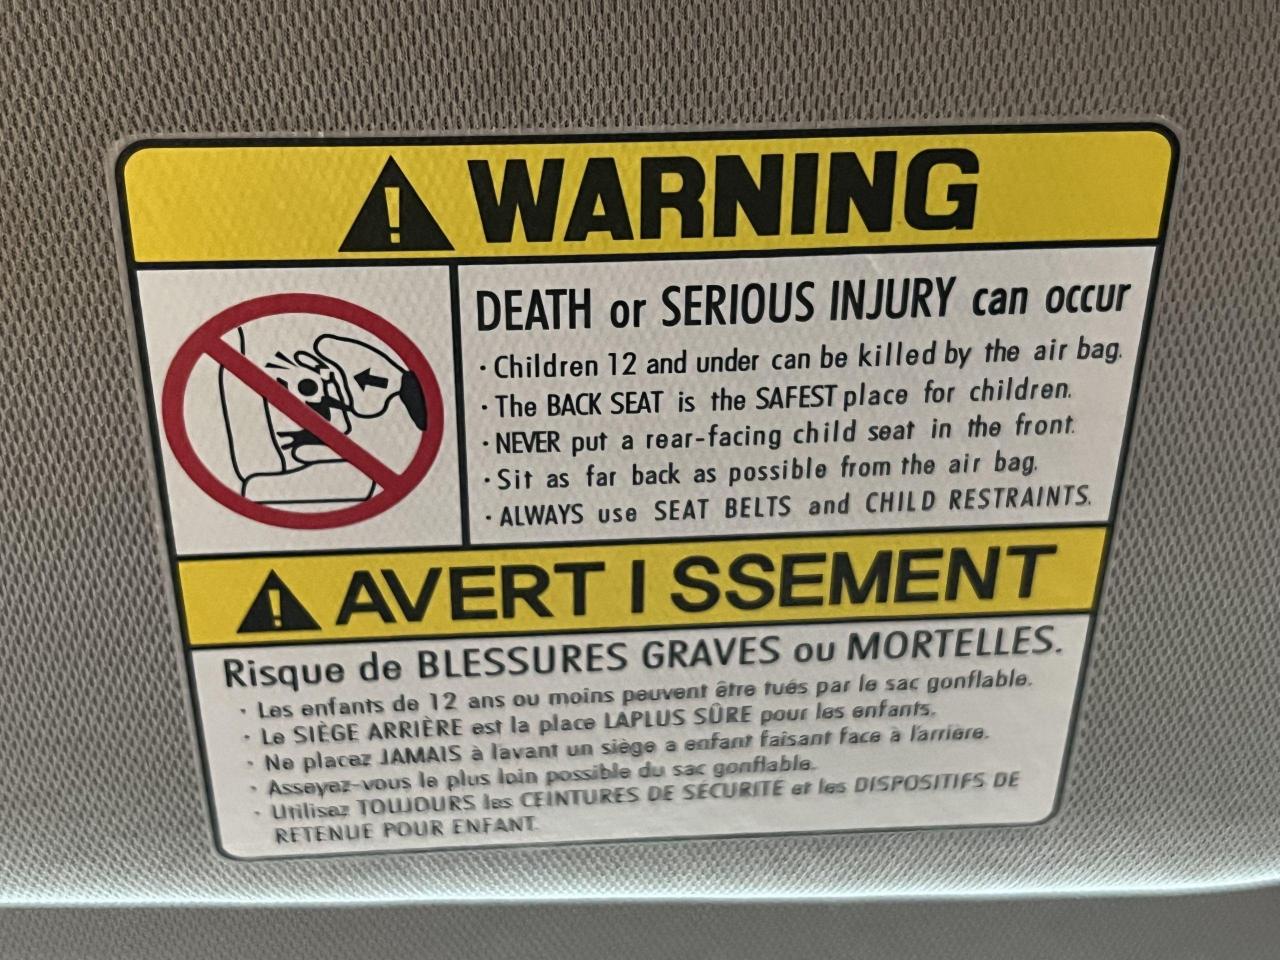 WARNING
DEATH or SERIOUS INJURY can occur
· Children 12 and under can be killed by the air bag.
· The BACK SEAT is the SAFEST place for children.
· NEVER put a rear-facing child seat in the front.
· Sit as far back as possible from the air bag.
· ALWAYS use SEAT BELTS and CHILD RESTRAINTS.
AVERTISSEMENT
Risque de BLESSURES GRAVES ou MORTELLES.
· Les enfants de 12 ans ou moins peuvent être tués par le sac gonflable.
· Le SIÈGE ARRIÈRE est la place LAPLUS SÛRE pour les enfants.
· Ne placez JAMAIS à l'avant un siège a enfant faisant face à l'arrière.
· Asseyez-vous le plus loin possible du sac gonflable.
· Utilisez TOUJOURS les CEINTURES DE SÉCURITÉ et les DISPOSITIFS DE
RETENUE POUR ENFANT.